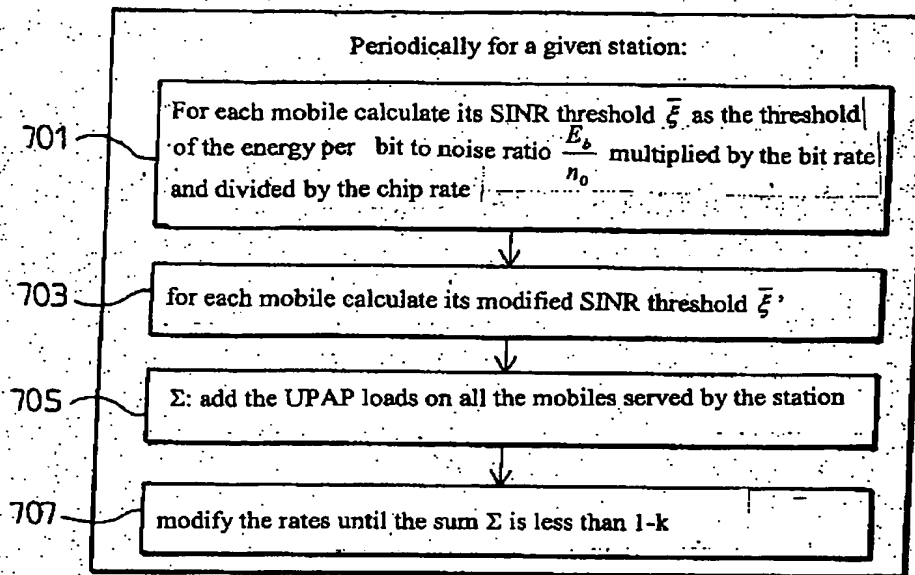 Periodically for a given station:
701
For each mobile calculate its SINR threshold ξ̅ as the threshold
of the energy per bit to noise ratio E_b/n_0 multiplied by the bit rate
and divided by the chip rate
703
for each mobile calculate its modified SINR threshold ξ̅ '
705
Σ: add the UPAP loads on all the mobiles served by the station
707
modify the rates until the sum Σ is less than 1-k